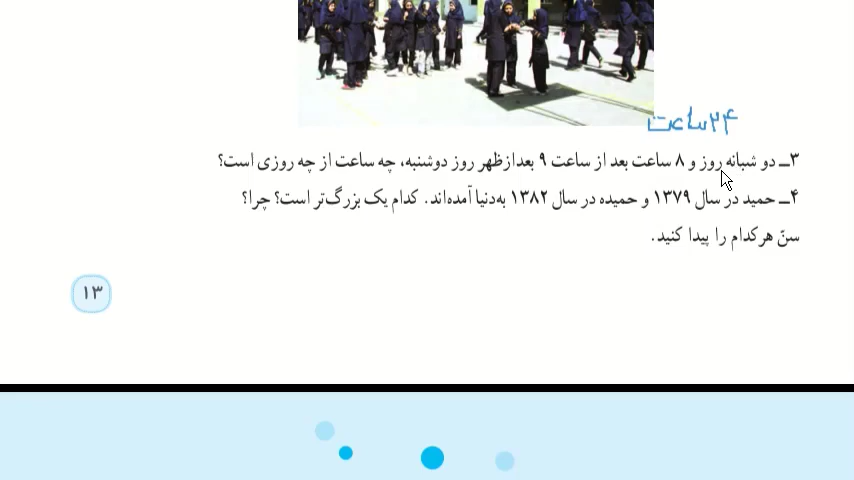 ۲۴ ساعت
۳ــ دو شبانه روز و ۸ ساعت بعد از ساعت ۹ بعدازظهر روز دوشنبه، چه ساعت از چه روزی است؟
۴ــ حمید در سال ۱۳۷۹ و حمیده در سال ۱۳۸۲ به‌دنیا آمده‌اند. کدام یک بزرگ‌تر است؟ چرا؟
سنّ هرکدام را پیدا کنید.
۱۳